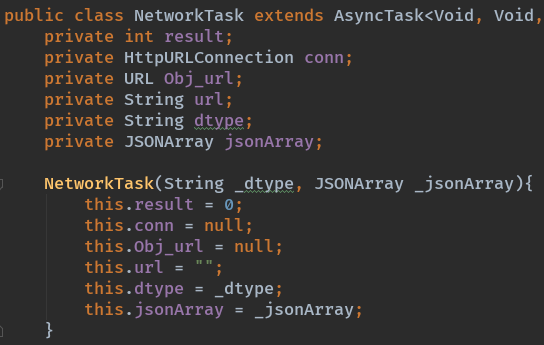 public class NetworkTask extends AsyncTask<Void, Void,
private int result;
private HttpURLConnection conn;
private URL Obj_url;
private String url;
private String dtype;
private JSONArray jsonArray;
NetworkTask(String _dtype, JSONArray _jsonArray){
this.result = 0;
this.conn = null;
this.Obj_url = null;
this.url = "";
this.dtype = _dtype;
this.jsonArray = _jsonArray;
}